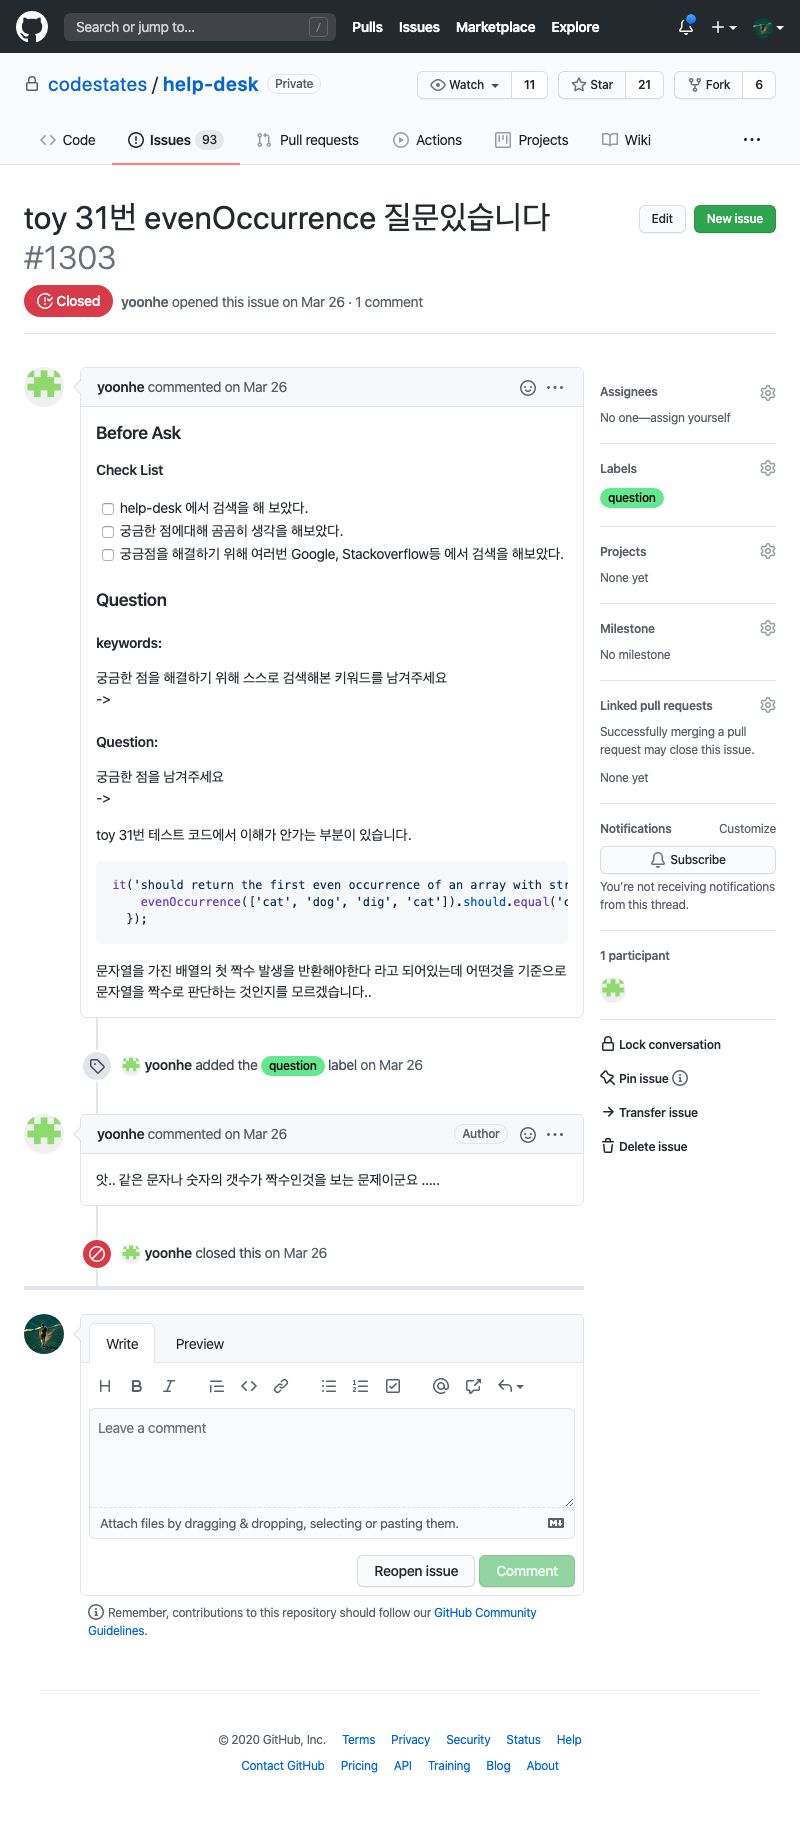 Search or jump to... /
Pulls Issues Marketplace Explore
codestates / help-desk Private
Watch 11 Star 21 Fork 6
Code Issues 93 Pull requests Actions Projects Wiki ...
toy 31번 evenOccurrence 질문있습니다
#1303
Edit New issue
Closed yoonhe opened this issue on Mar 26 · 1 comment
yoonhe commented on Mar 26
Before Ask
Check List
help-desk 에서 검색을 해 보았다.
궁금한 점에대해 곰곰히 생각을 해보았다.
궁금점을 해결하기 위해 여러번 Google, Stackoverflow등 에서 검색을 해보았다.
Question
keywords:
궁금한 점을 해결하기 위해 스스로 검색해본 키워드를 남겨주세요
->
Question:
궁금한 점을 남겨주세요
->
toy 31번 테스트 코드에서 이해가 안가는 부분이 있습니다.
it('should return the first even occurrence of an array with str
evenOccurrence(['cat', 'dog', 'dig', 'cat']).should.equal('c
});
문자열을 가진 배열의 첫 짝수 발생을 반환해야한다 라고 되어있는데 어떤것을 기준으로
문자열을 짝수로 판단하는 것인지를 모르겠습니다..
yoonhe added the question label on Mar 26
yoonhe commented on Mar 26 Author
앗.. 같은 문자나 숫자의 갯수가 짝수인것을 보는 문제이군요 .....
yoonhe closed this on Mar 26
Write Preview
Leave a comment
Attach files by dragging & dropping, selecting or pasting them.
Reopen issue Comment
Remember, contributions to this repository should follow our GitHub Community
Guidelines.
Assignees
No one—assign yourself
Labels
question
Projects
None yet
Milestone
No milestone
Linked pull requests
Successfully merging a pull
request may close this issue.
None yet
Notifications Customize
Subscribe
You're not receiving notifications
from this thread.
1 participant
Lock conversation
Pin issue
Transfer issue
Delete issue
© 2020 GitHub, Inc. Terms Privacy Security Status Help
Contact GitHub Pricing API Training Blog About